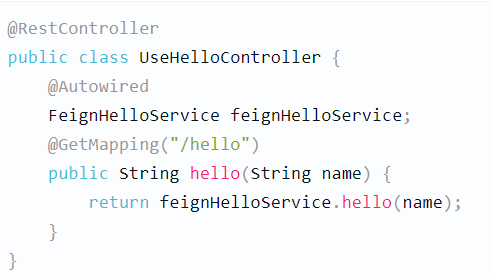 @RestController
public class UseHelloController {
    @Autowired
    FeignHelloService feignHelloService;
    @GetMapping("/hello")
    public String hello(String name) {
        return feignHelloService.hello(name);
    }
}